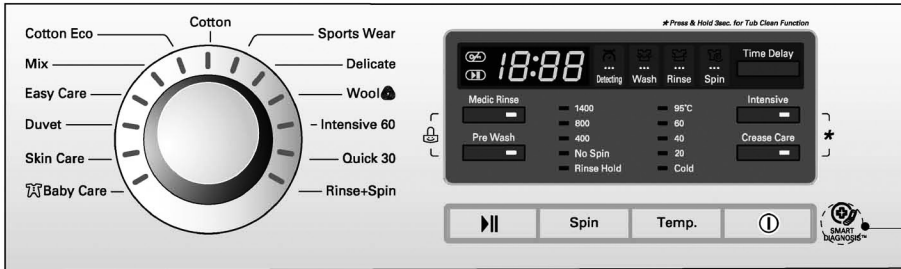 Cotton
Cotton Eco
Sports Wear
Mix
Delicate
Easy Care
Wool
Duvet
Intensive 60
Skin Care
Quick 30
Baby Care
Rinse+Spin
*Press & Hold 3sec. for Tub Clean Function
18:88
Detecting
Wash
Rinse
Spin
Time Delay
Medic Rinse
Pre Wash
1400
800
400
No Spin
Rinse Hold
95°C
60
40
20
Cold
Intensive
Crease Care
*
Spin
Temp.
SMART
DIAGNOSIS™